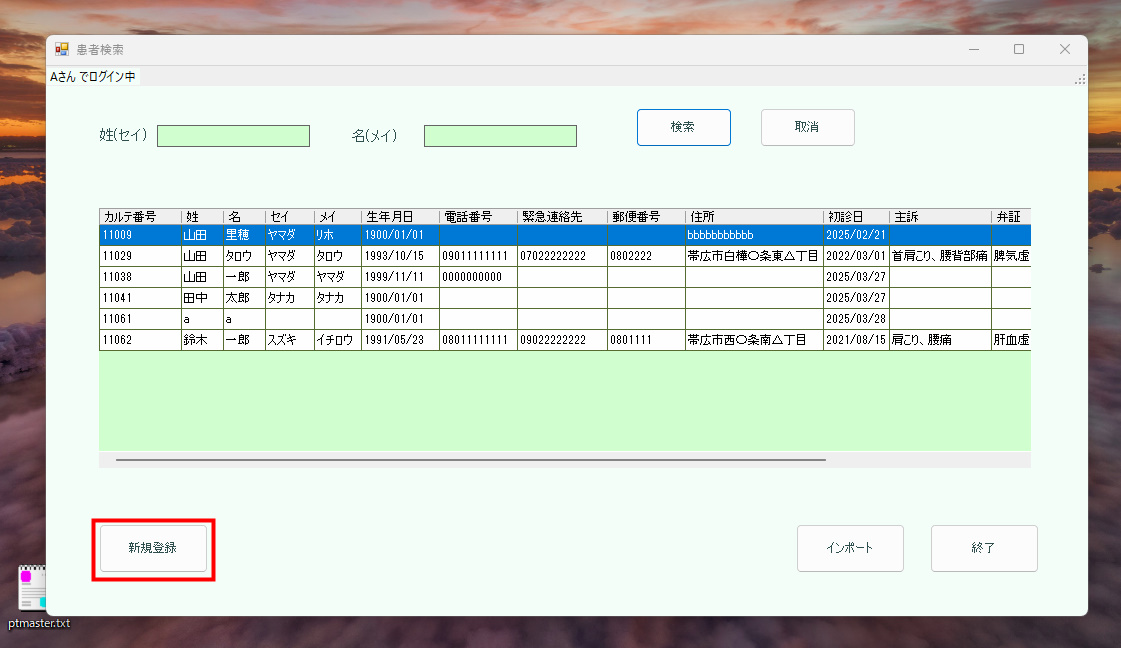 患者検索
Aさん でログイン中
姓(セイ) 名(メイ) 検索 取消
カルテ番号 姓 名 セイ メイ 生年月日 電話番号 緊急連絡先 郵便番号 住所 初診日 主訴 弁証
11009 山田 里穂 ヤマダ リホ 1900/01/01 bbbbbbbbbbb 2025/02/21
11029 山田 タロウ ヤマダ タロウ 1993/10/15 09011111111 07022222222 0802222 帯広市白樺〇条東△丁目 2022/03/01 首肩こり、腰背部痛 脾気虚
11038 山田 一郎 ヤマダ ヤマダ 1999/11/11 0000000000 2025/03/27
11041 田中 太郎 タナカ タナカ 1900/01/01 2025/03/27
11061 a a 1900/01/01 2025/03/28
11062 鈴木 一郎 スズキ イチロウ 1991/05/23 08011111111 09022222222 0801111 帯広市西〇条南△丁目 2021/08/15 肩こり、腰痛 肝血虚
新規登録 インポート 終了
ptmaster.txt